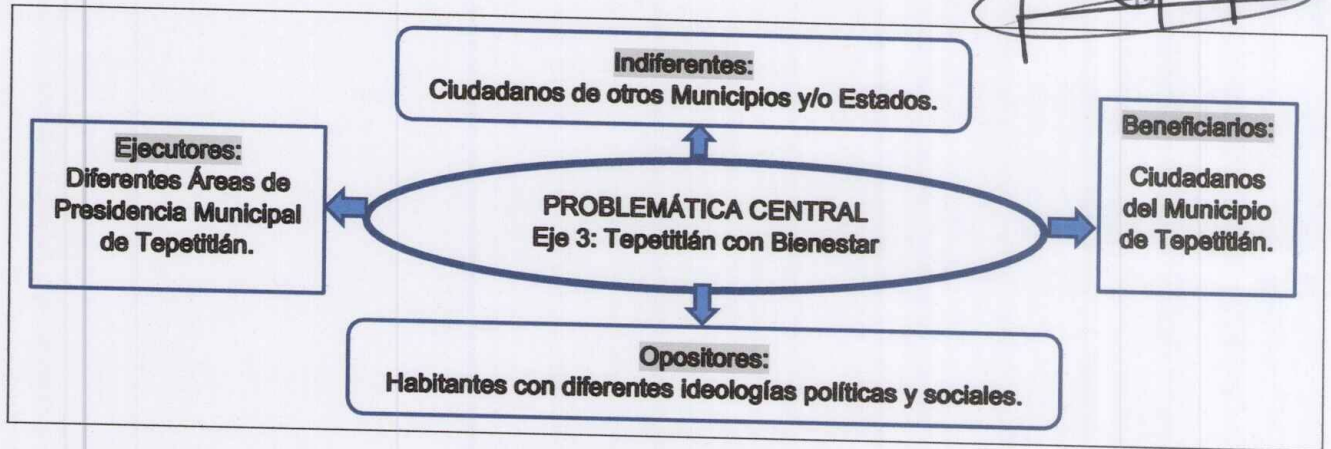 Indiferentes:
Ciudadanos de otros Municipios y/o Estados.
Ejecutores:
Diferentes Áreas de
Presidencia Municipal
de Tepetitlán.
PROBLEMÁTICA CENTRAL
Eje 3: Tepetitlán con Bienestar
Beneficiarios:
Ciudadanos
del Municipio
de Tepetitlán.
Opositores:
Habitantes con diferentes ideologías políticas y sociales.